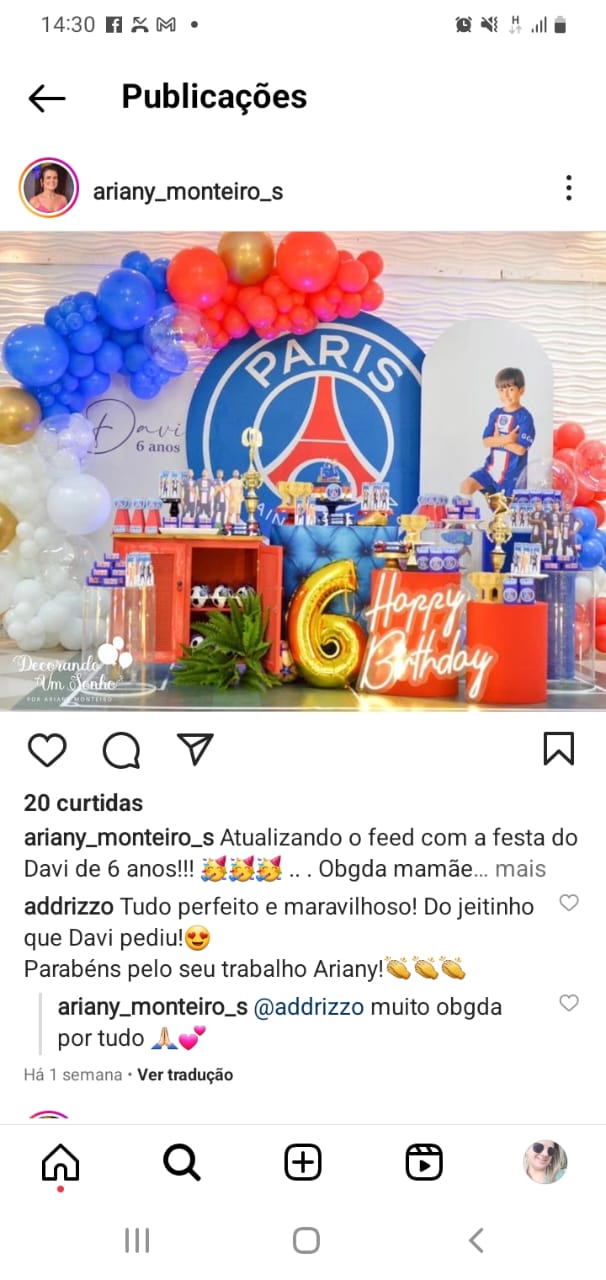 14:30
H
Publicações
ariany_monteiro_s
PARIS
Davi
6 anos
6
Happy
Birthday
Decorando
Um Sonho
POR ARIANY MONTEIRO
20 curtidas
ariany_monteiro_s Atualizando o feed com a festa do
Davi de 6 anos!!! 🥳🥳🥳 .. . Obgda mamãe... mais
addrizzo Tudo perfeito e maravilhoso! Do jeitinho
que Davi pediu!😍
Parabéns pelo seu trabalho Ariany!👏👏👏
ariany_monteiro_s @addrizzo muito obgda
por tudo 🙏🏼💕
Há 1 semana • Ver tradução